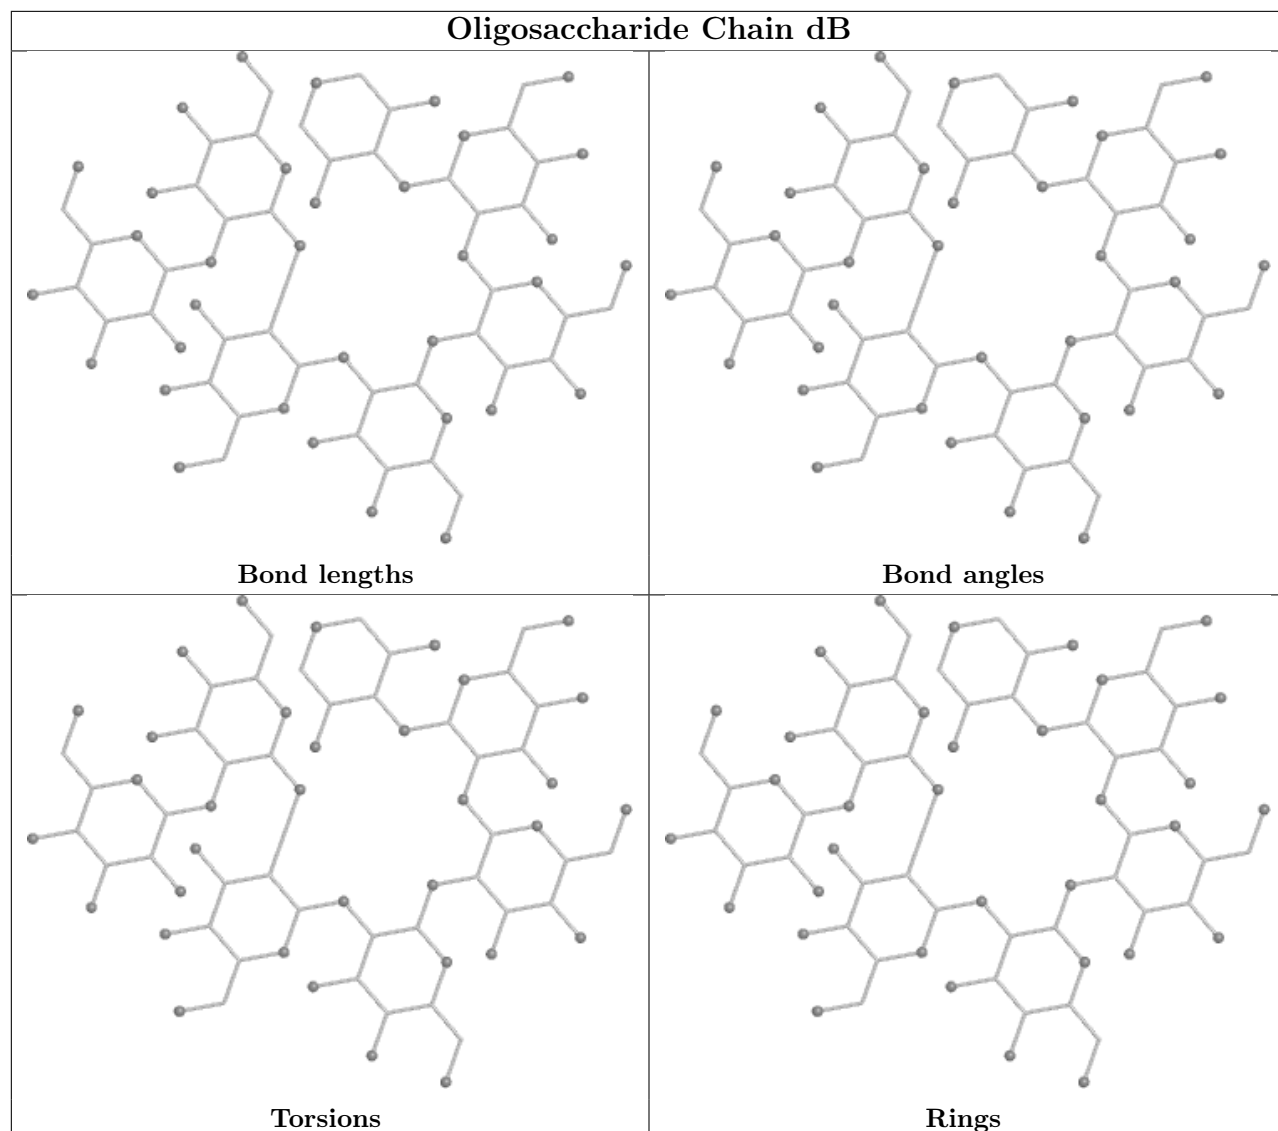 Oligosaccharide Chain dB
Bond lengths
Bond angles
Torsions
Rings